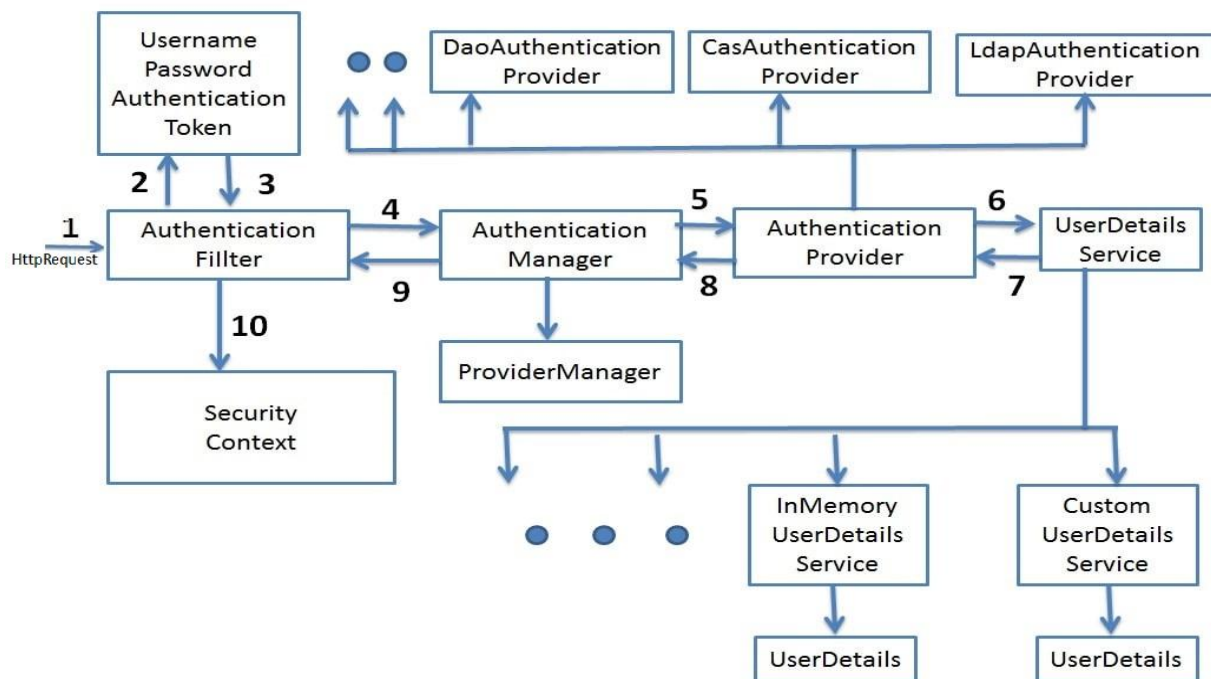 Username
Password
Authentication
Token
DaoAuthentication
Provider
CasAuthentication
Provider
LdapAuthentication
Provider
2
3
1
HttpRequest
Authentication
FiIlter
4
9
Authentication
Manager
5
8
Authentication
Provider
6
7
UserDetails
Service
10
ProviderManager
Security
Context
InMemory
UserDetails
Service
Custom
UserDetails
Service
UserDetails
UserDetails